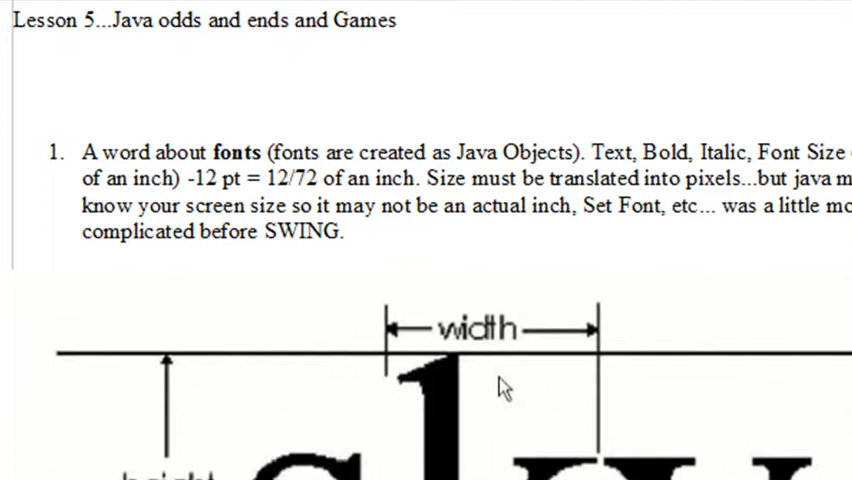 Lesson 5...Java odds and ends and Games
1. A word about fonts (fonts are created as Java Objects). Text, Bold, Italic, Font Size
of an inch) -12 pt = 12/72 of an inch. Size must be translated into pixels...but java m
know your screen size so it may not be an actual inch, Set Font, etc... was a little mo
complicated before SWING.
width
height